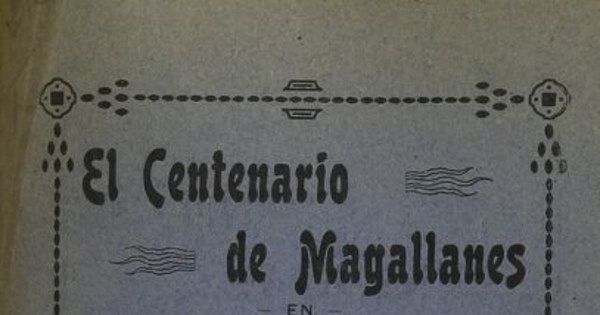 El Centenario
de Magallanes
— EN —